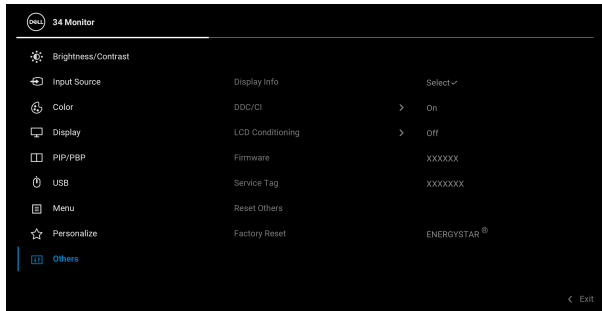 DELL 34 Monitor
Brightness/Contrast
Input Source Display Info Select✓
Color DDC/CI > On
Display LCD Conditioning > Off
PIP/PBP Firmware XXXXXX
USB Service Tag XXXXXXX
Menu Reset Others
Personalize Factory Reset ENERGYSTAR ®
Others
< Exit